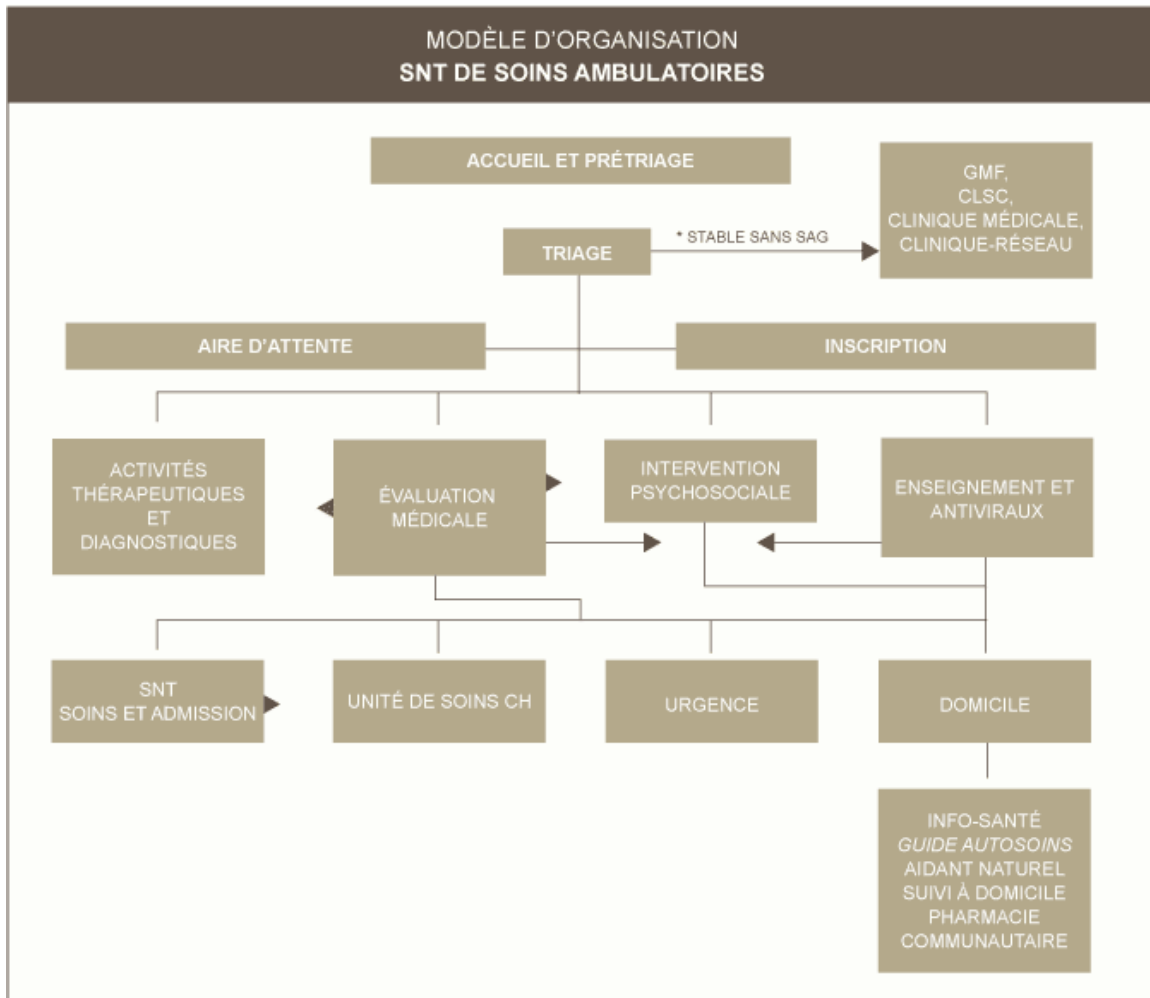 MODÈLE D'ORGANISATION
SNT DE SOINS AMBULATOIRES
ACCUEIL ET PRÉTRIAGE
GMF,
CLSC,
CLINIQUE MÉDICALE,
CLINIQUE-RÉSEAU
* STABLE SANS SAG
TRIAGE
AIRE D'ATTENTE
INSCRIPTION
ACTIVITÉS
THÉRAPEUTIQUES
ET
DIAGNOSTIQUES
ÉVALUATION
MÉDICALE
INTERVENTION
PSYCHOSOCIALE
ENSEIGNEMENT ET
ANTIVIRAUX
SNT
SOINS ET ADMISSION
UNITÉ DE SOINS CH
URGENCE
DOMICILE
INFO-SANTÉ
GUIDE AUTOSOINS
AIDANT NATUREL
SUIVI À DOMICILE
PHARMACIE
COMMUNAUTAIRE